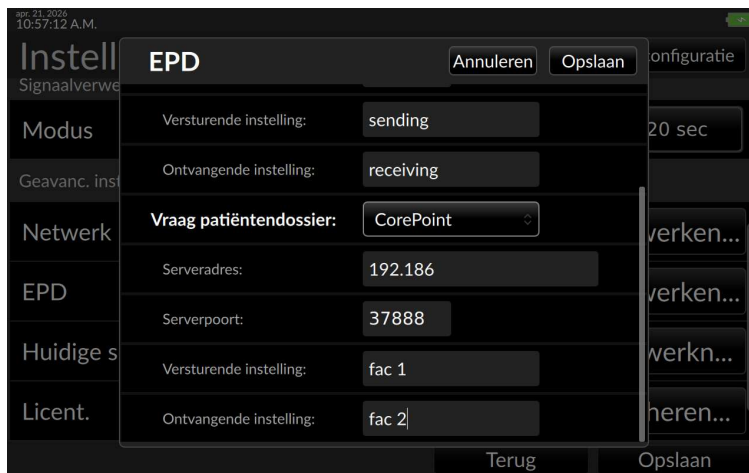 apr. 21, 2026
10:57:12 A.M.
Instell
onfiguratie
Signaalverwe
EPD
Annuleren
Opslaan
Versturende instelling: sending
Modus
20 sec
Ontvangende instelling: receiving
Geavanc. inst
Vraag patiëntendossier: CorePoint
Netwerk
werken...
Serveradres: 192.186
EPD
werken...
Serverpoort: 37888
Huidige s
werkn...
Versturende instelling: fac 1
Licent.
heren...
Ontvangende instelling: fac 2
Terug
Opslaan